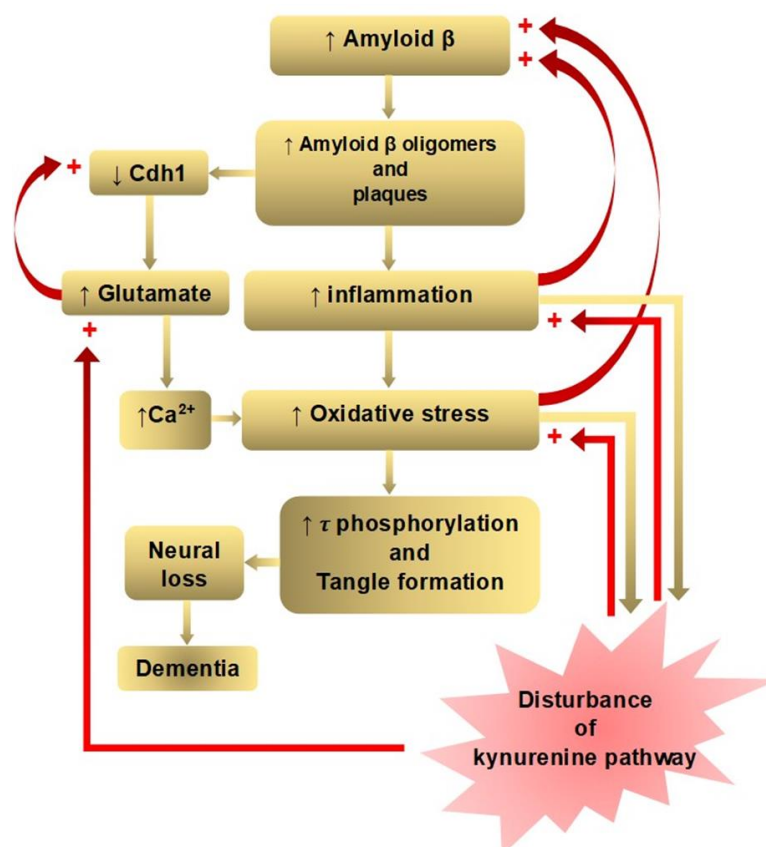 ↑ Amyloid β
+
+
↑ Amyloid β oligomers
and
plaques
+
↓ Cdh1
↑ Glutamate
+
↑ inflammation
+
↑Ca²⁺
↑ Oxidative stress
+
↑ τ phosphorylation
and
Tangle formation
Neural
loss
Dementia
Disturbance
of
kynurenine pathway